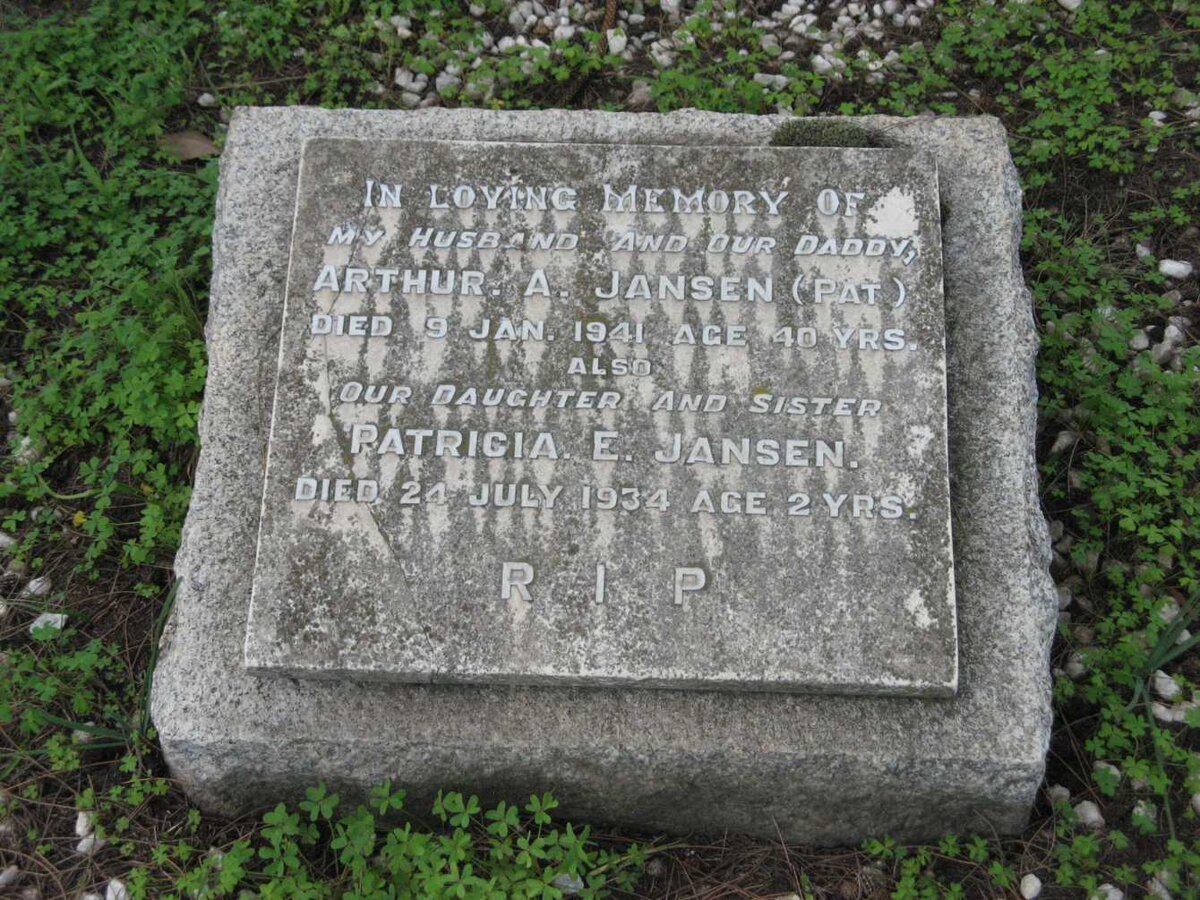 IN LOVING MEMORY OF
MY HUSBAND AND OUR DADDY,
ARTHUR. A. JANSEN (PAT)
DIED 9 JAN. 1941 AGE 40 YRS.
ALSO
OUR DAUGHTER AND SISTER
PATRICIA. E. JANSEN.
DIED 24 JULY 1934 AGE 2 YRS.
R I P